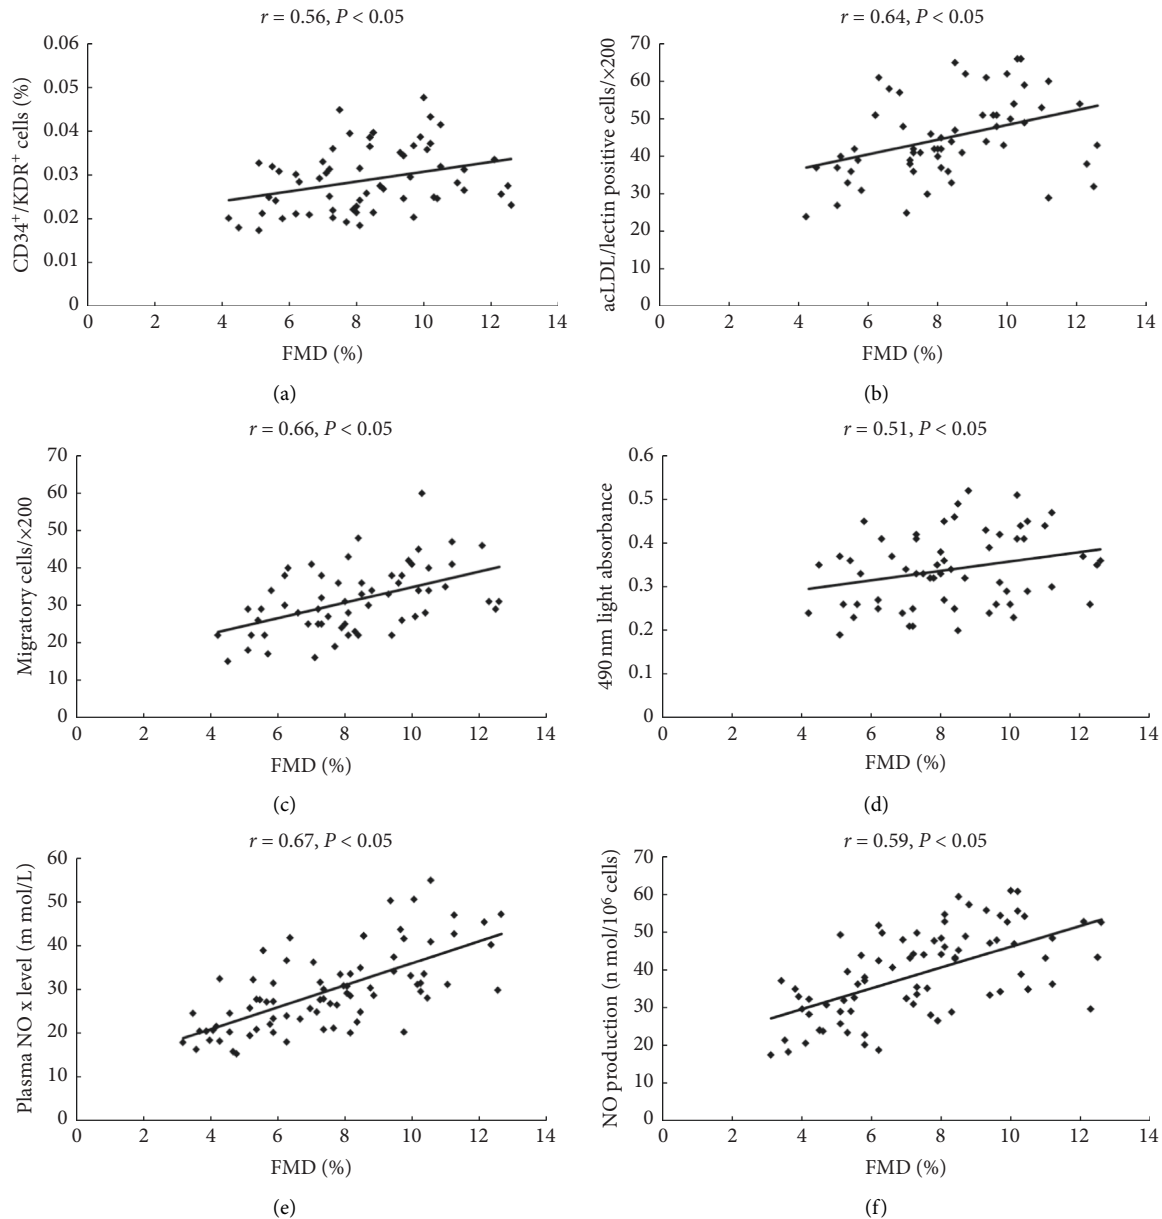 r = 0.56, P < 0.05
0.06
0.05
0.04
0.03
0.02
0.01
0
CD34⁺/KDR⁺ cells (%)
0 2 4 6 8 10 12 14
FMD (%)
(a)
r = 0.64, P < 0.05
70
60
50
40
30
20
10
0
acLDL/lectin positive cells/×200
0 2 4 6 8 10 12 14
FMD (%)
(b)
r = 0.66, P < 0.05
70
60
50
40
30
20
10
0
Migratory cells/×200
0 2 4 6 8 10 12 14
FMD (%)
(c)
r = 0.51, P < 0.05
0.6
0.5
0.4
0.3
0.2
0.1
0
490 nm light absorbance
0 2 4 6 8 10 12 14
FMD (%)
(d)
r = 0.67, P < 0.05
60
50
40
30
20
10
0
Plasma NO x level (m mol/L)
0 2 4 6 8 10 12 14
FMD (%)
(e)
r = 0.59, P < 0.05
70
60
50
40
30
20
10
0
NO production (n mol/10⁶ cells)
0 2 4 6 8 10 12 14
FMD (%)
(f)